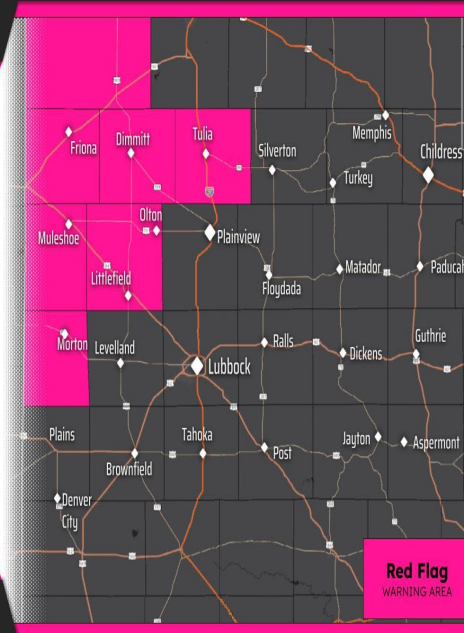 Memphis
Friona
Dimmitt
Tulia
Silverton
Childress
Turkey
Olton
Muleshoe
Plainview
Littlefield
Floydada
Matador
Paducah
Morton
Levelland
Lubbock
Ralls
Dickens
Guthrie
Plains
Tahoka
Jayton
Aspermont
Brownfield
Post
Denver
City
Red Flag
WARNING AREA